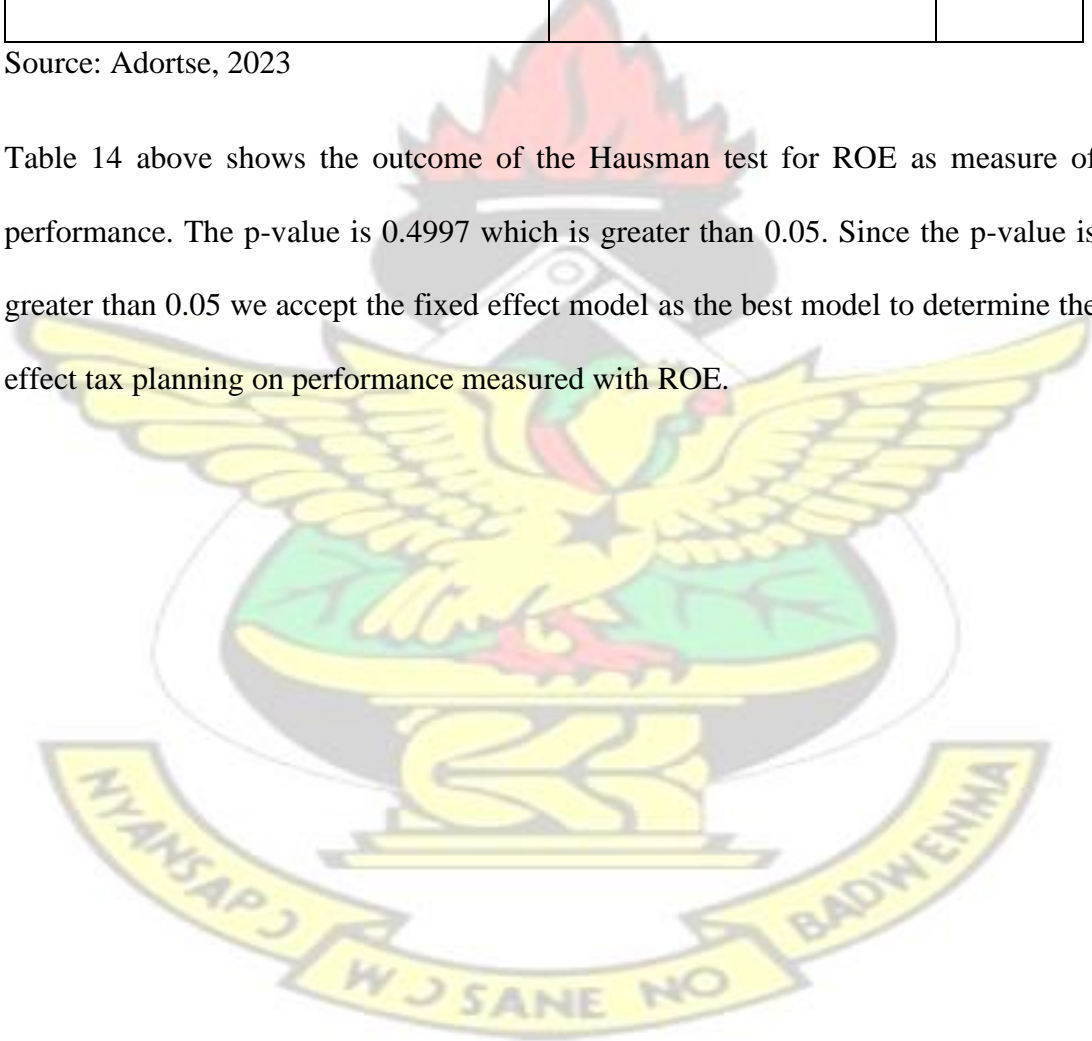 Source: Adortse, 2023
Table 14 above shows the outcome of the Hausman test for ROE as measure of
performance. The p-value is 0.4997 which is greater than 0.05. Since the p-value is
greater than 0.05 we accept the fixed effect model as the best model to determine the
effect tax planning on performance measured with ROE.
NYANSAPƆ
WƆSANE NO
BADWENMA